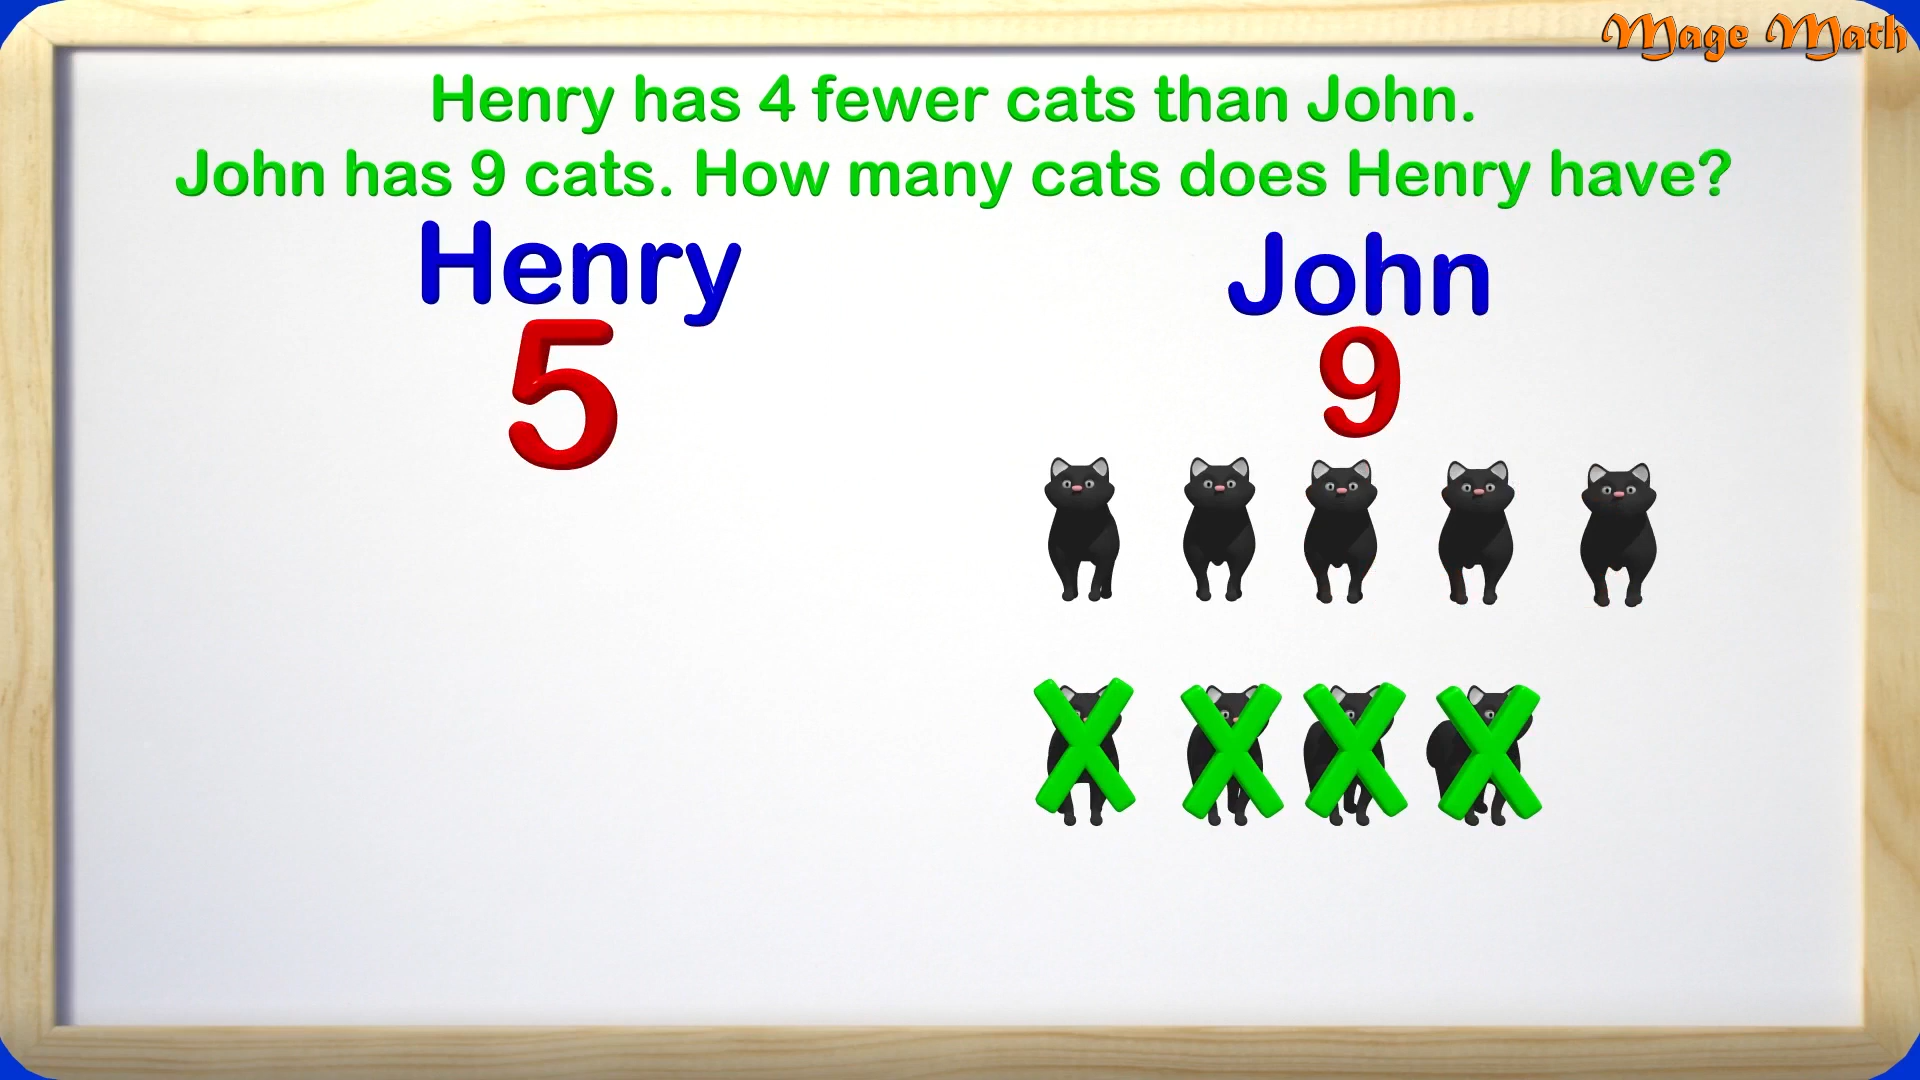 Mage Math
Henry has 4 fewer cats than John.
John has 9 cats. How many cats does Henry have?
Henry
John
5
9
X X X X